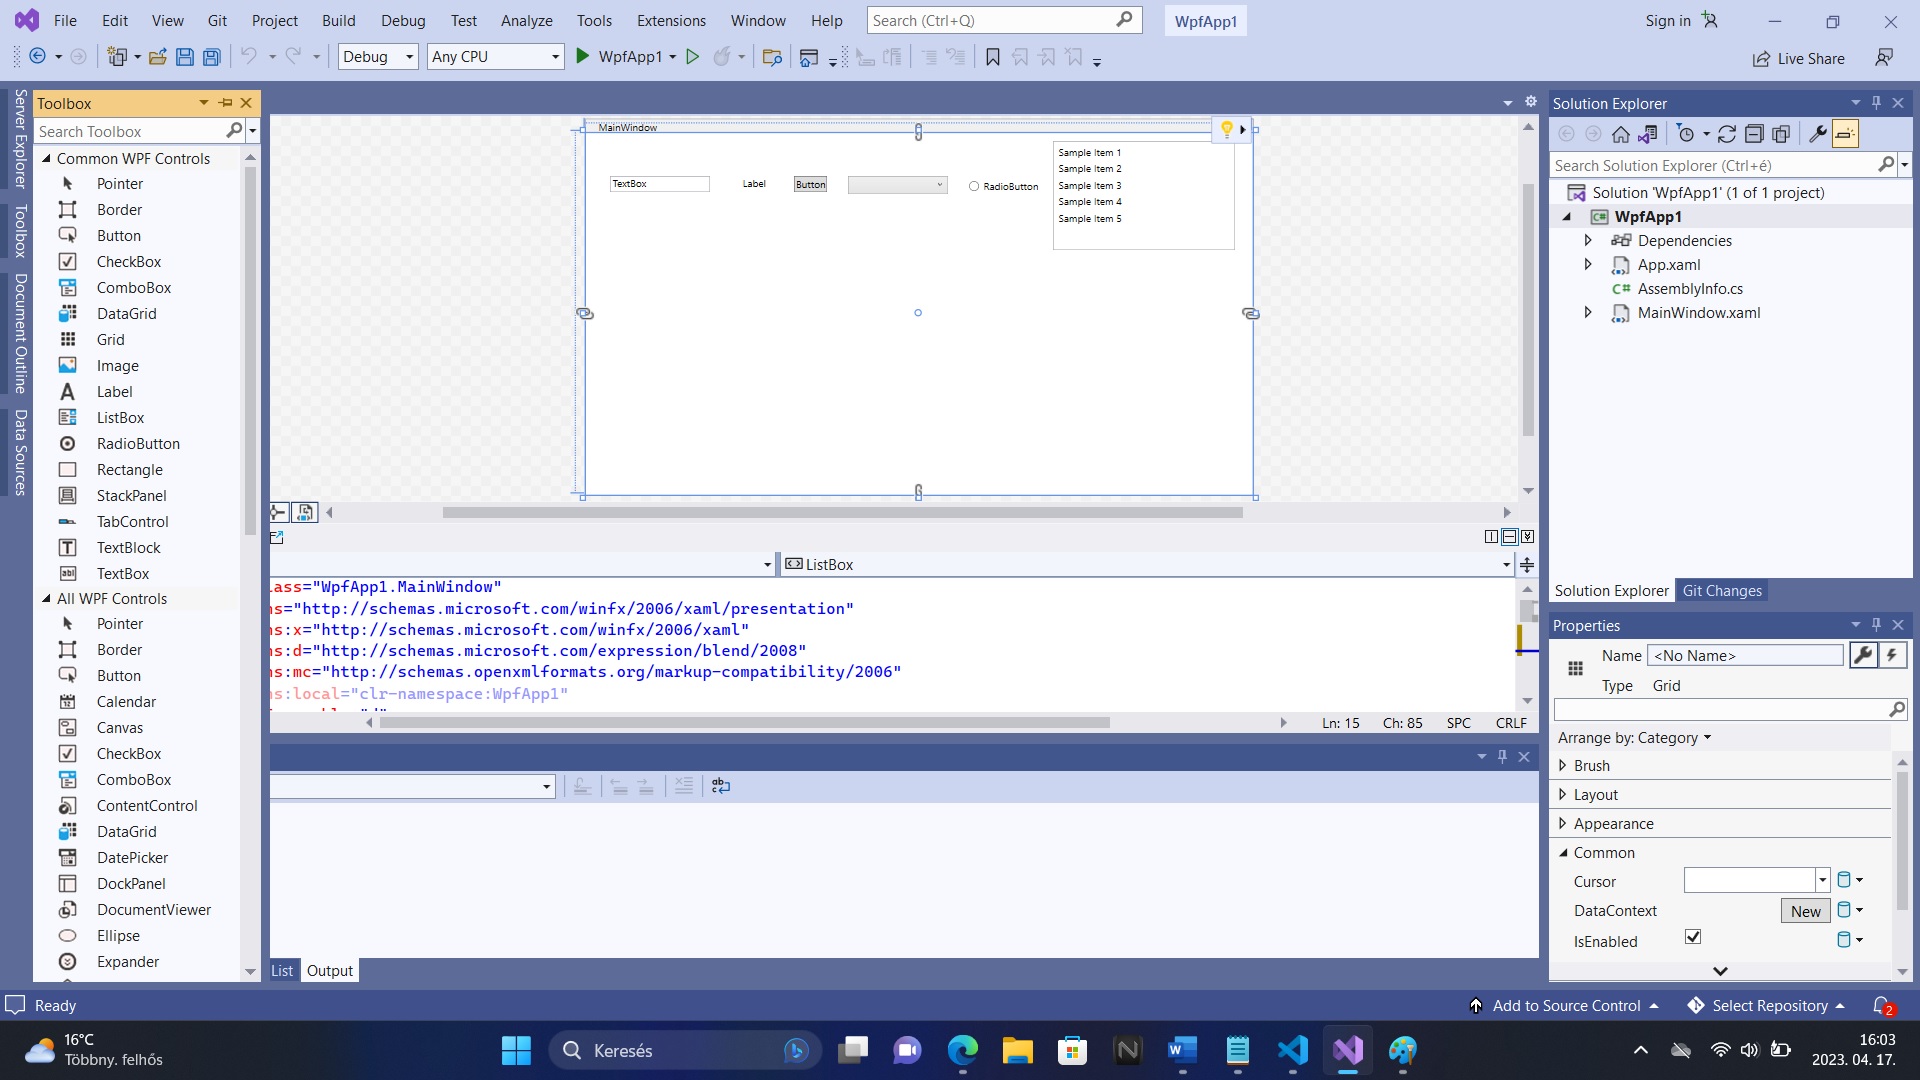 File Edit View Git Project Build Debug Test Analyze Tools Extensions Window Help Search (Ctrl+Q) WpfApp1 Sign in
Debug Any CPU WpfApp1 Live Share
Server Explorer
Toolbox
Document Outline
Data Sources
Toolbox
Search Toolbox
Common WPF Controls
Pointer
Border
Button
CheckBox
ComboBox
DataGrid
Grid
Image
Label
ListBox
RadioButton
Rectangle
StackPanel
TabControl
TextBlock
TextBox
All WPF Controls
Pointer
Border
Button
Calendar
Canvas
CheckBox
ComboBox
ContentControl
DataGrid
DatePicker
DockPanel
DocumentViewer
Ellipse
Expander
MainWindow
TextBox Label Button RadioButton
Sample Item 1
Sample Item 2
Sample Item 3
Sample Item 4
Sample Item 5
ListBox
ass="WpfApp1.MainWindow"
ns="http://schemas.microsoft.com/winfx/2006/xaml/presentation"
ns:x="http://schemas.microsoft.com/winfx/2006/xaml"
ns:d="http://schemas.microsoft.com/expression/blend/2008"
ns:mc="http://schemas.openxmlformats.org/markup-compatibility/2006"
ns:local="clr-namespace:WpfApp1"
Ln: 15 Ch: 85 SPC CRLF
List Output
Solution Explorer
Search Solution Explorer (Ctrl+é)
Solution 'WpfApp1' (1 of 1 project)
C# WpfApp1
Dependencies
App.xaml
C# AssemblyInfo.cs
MainWindow.xaml
Solution Explorer Git Changes
Properties
Name <No Name>
Type Grid
Arrange by: Category
Brush
Layout
Appearance
Common
Cursor
DataContext New
IsEnabled
Ready Add to Source Control Select Repository 2
16°C
Többny. felhős
Keresés
16:03
2023. 04. 17.